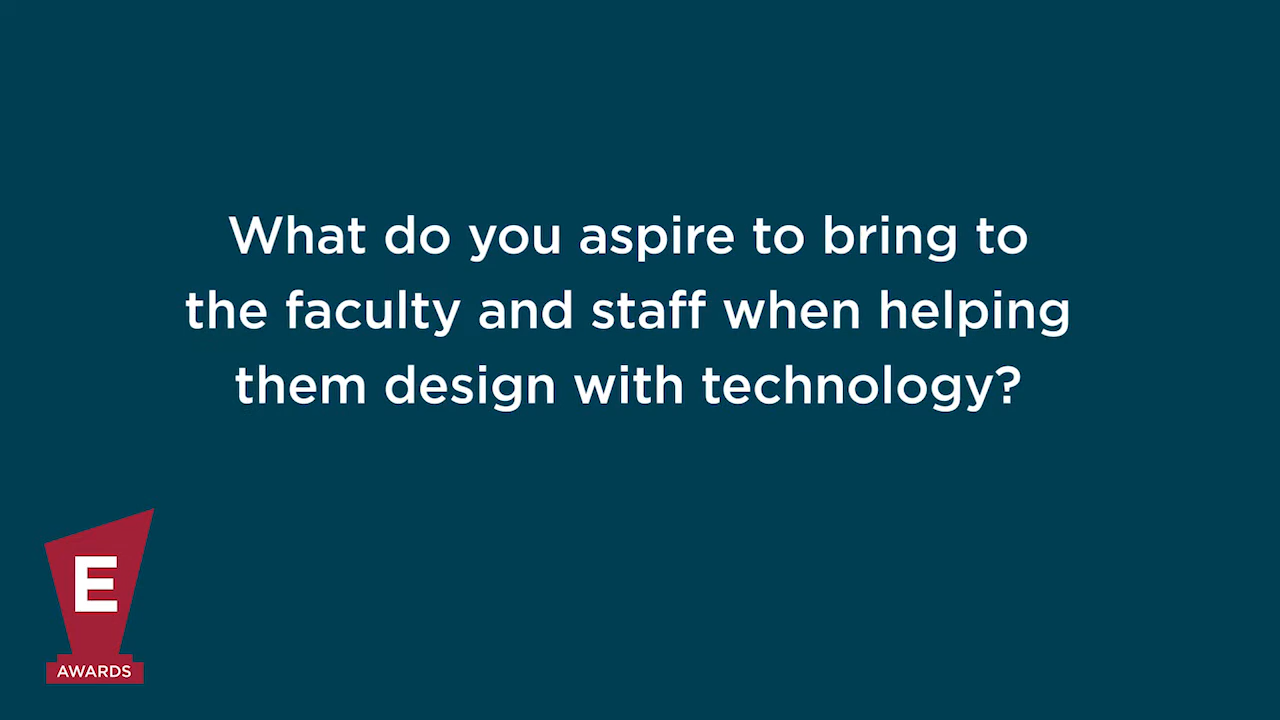 What do you aspire to bring to
the faculty and staff when helping
them design with technology?
E
AWARDS